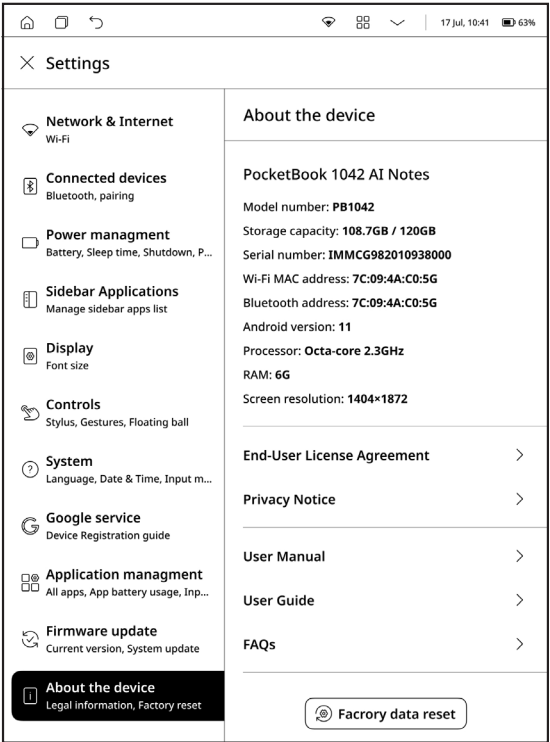 17 Jul, 10:41 63%
Settings
Network & Internet
Wi-Fi
Connected devices
Bluetooth, pairing
Power managment
Battery, Sleep time, Shutdown, P...
Sidebar Applications
Manage sidebar apps list
Display
Font size
Controls
Stylus, Gestures, Floating ball
System
Language, Date & Time, Input m...
Google service
Device Registration guide
Application managment
All apps, App battery usage, Inp...
Firmware update
Current version, System update
About the device
Legal information, Factory reset
About the device
PocketBook 1042 AI Notes
Model number: PB1042
Storage capacity: 108.7GB / 120GB
Serial number: IMMCG982010938000
Wi-Fi MAC address: 7C:09:4A:C0:5G
Bluetooth address: 7C:09:4A:C0:5G
Android version: 11
Processor: Octa-core 2.3GHz
RAM: 6G
Screen resolution: 1404×1872
End-User License Agreement
Privacy Notice
User Manual
User Guide
FAQs
Facrory data reset